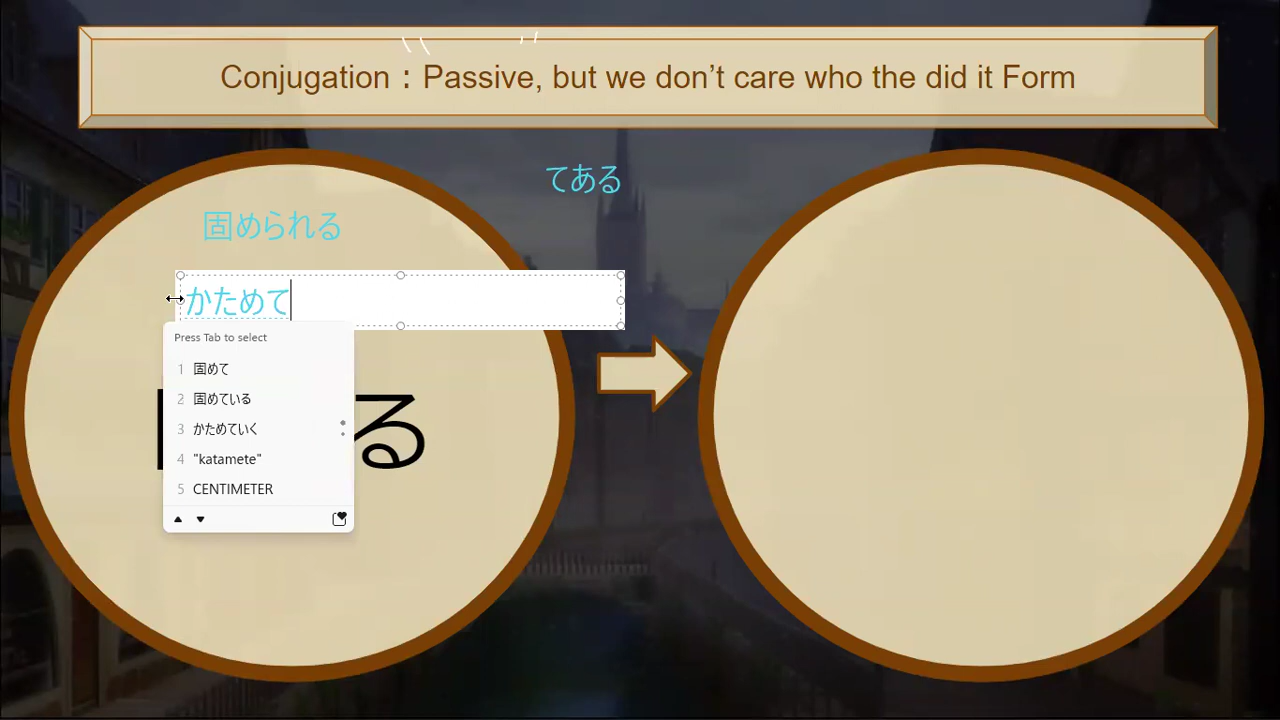 Conjugation : Passive, but we don’t care who the did it Form
てある
固められる
かためて
Press Tab to select
1 固めて
2 固めている
3 かためていく
4 "katamete"
5 CENTIMETER
る